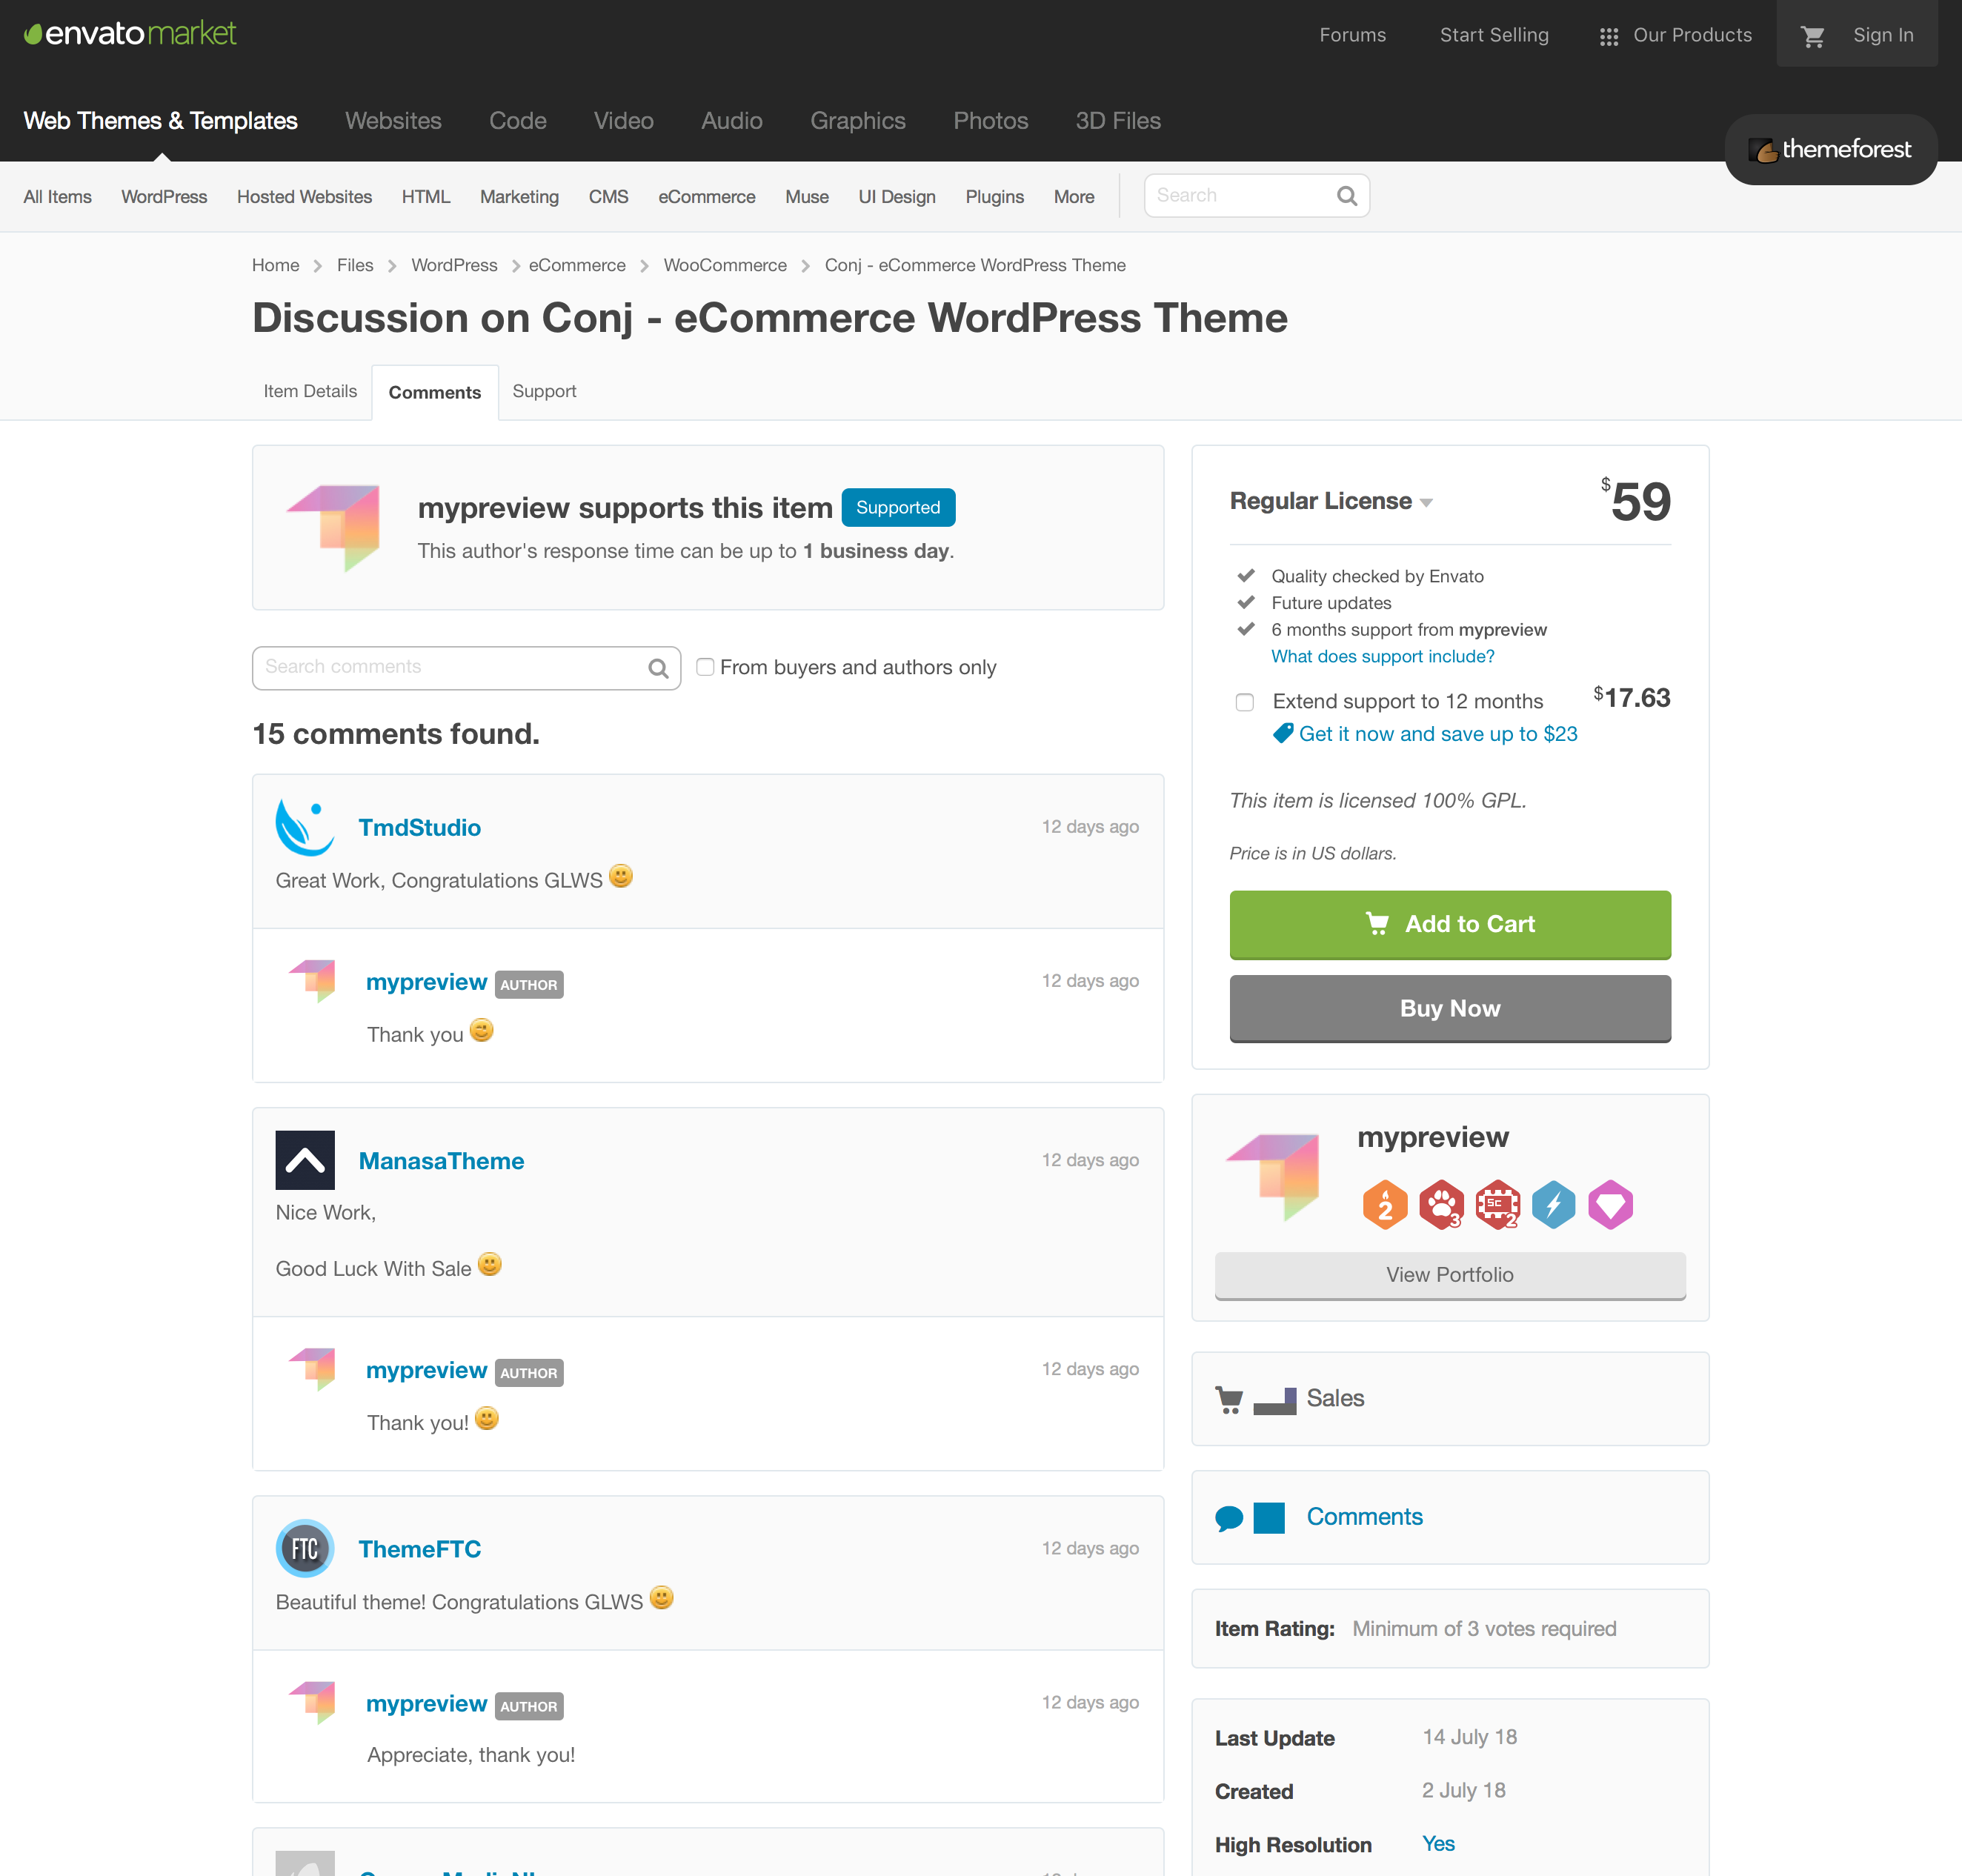 envato market
Forums
Start Selling
Our Products
Sign In
Web Themes & Templates
Websites
Code
Video
Audio
Graphics
Photos
3D Files
themeforest
All Items
WordPress
Hosted Websites
HTML
Marketing
CMS
eCommerce
Muse
UI Design
Plugins
More
Search
Home
Files
WordPress
eCommerce
WooCommerce
Conj - eCommerce WordPress Theme
Discussion on Conj - eCommerce WordPress Theme
Item Details
Comments
Support
mypreview supports this item
Supported
This author's response time can be up to 1 business day.
Search comments
From buyers and authors only
15 comments found.
TmdStudio
12 days ago
Great Work, Congratulations GLWS
mypreview AUTHOR
12 days ago
Thank you
ManasaTheme
12 days ago
Nice Work,
Good Luck With Sale
mypreview AUTHOR
12 days ago
Thank you!
FTC
ThemeFTC
12 days ago
Beautiful theme! Congratulations GLWS
mypreview AUTHOR
12 days ago
Appreciate, thank you!
Regular License
$59
Quality checked by Envato
Future updates
6 months support from mypreview
What does support include?
Extend support to 12 months
$17.63
Get it now and save up to $23
This item is licensed 100% GPL.
Price is in US dollars.
Add to Cart
Buy Now
mypreview
2
3
SC
2
View Portfolio
Sales
Comments
Item Rating: Minimum of 3 votes required
Last Update 14 July 18
Created 2 July 18
High Resolution Yes